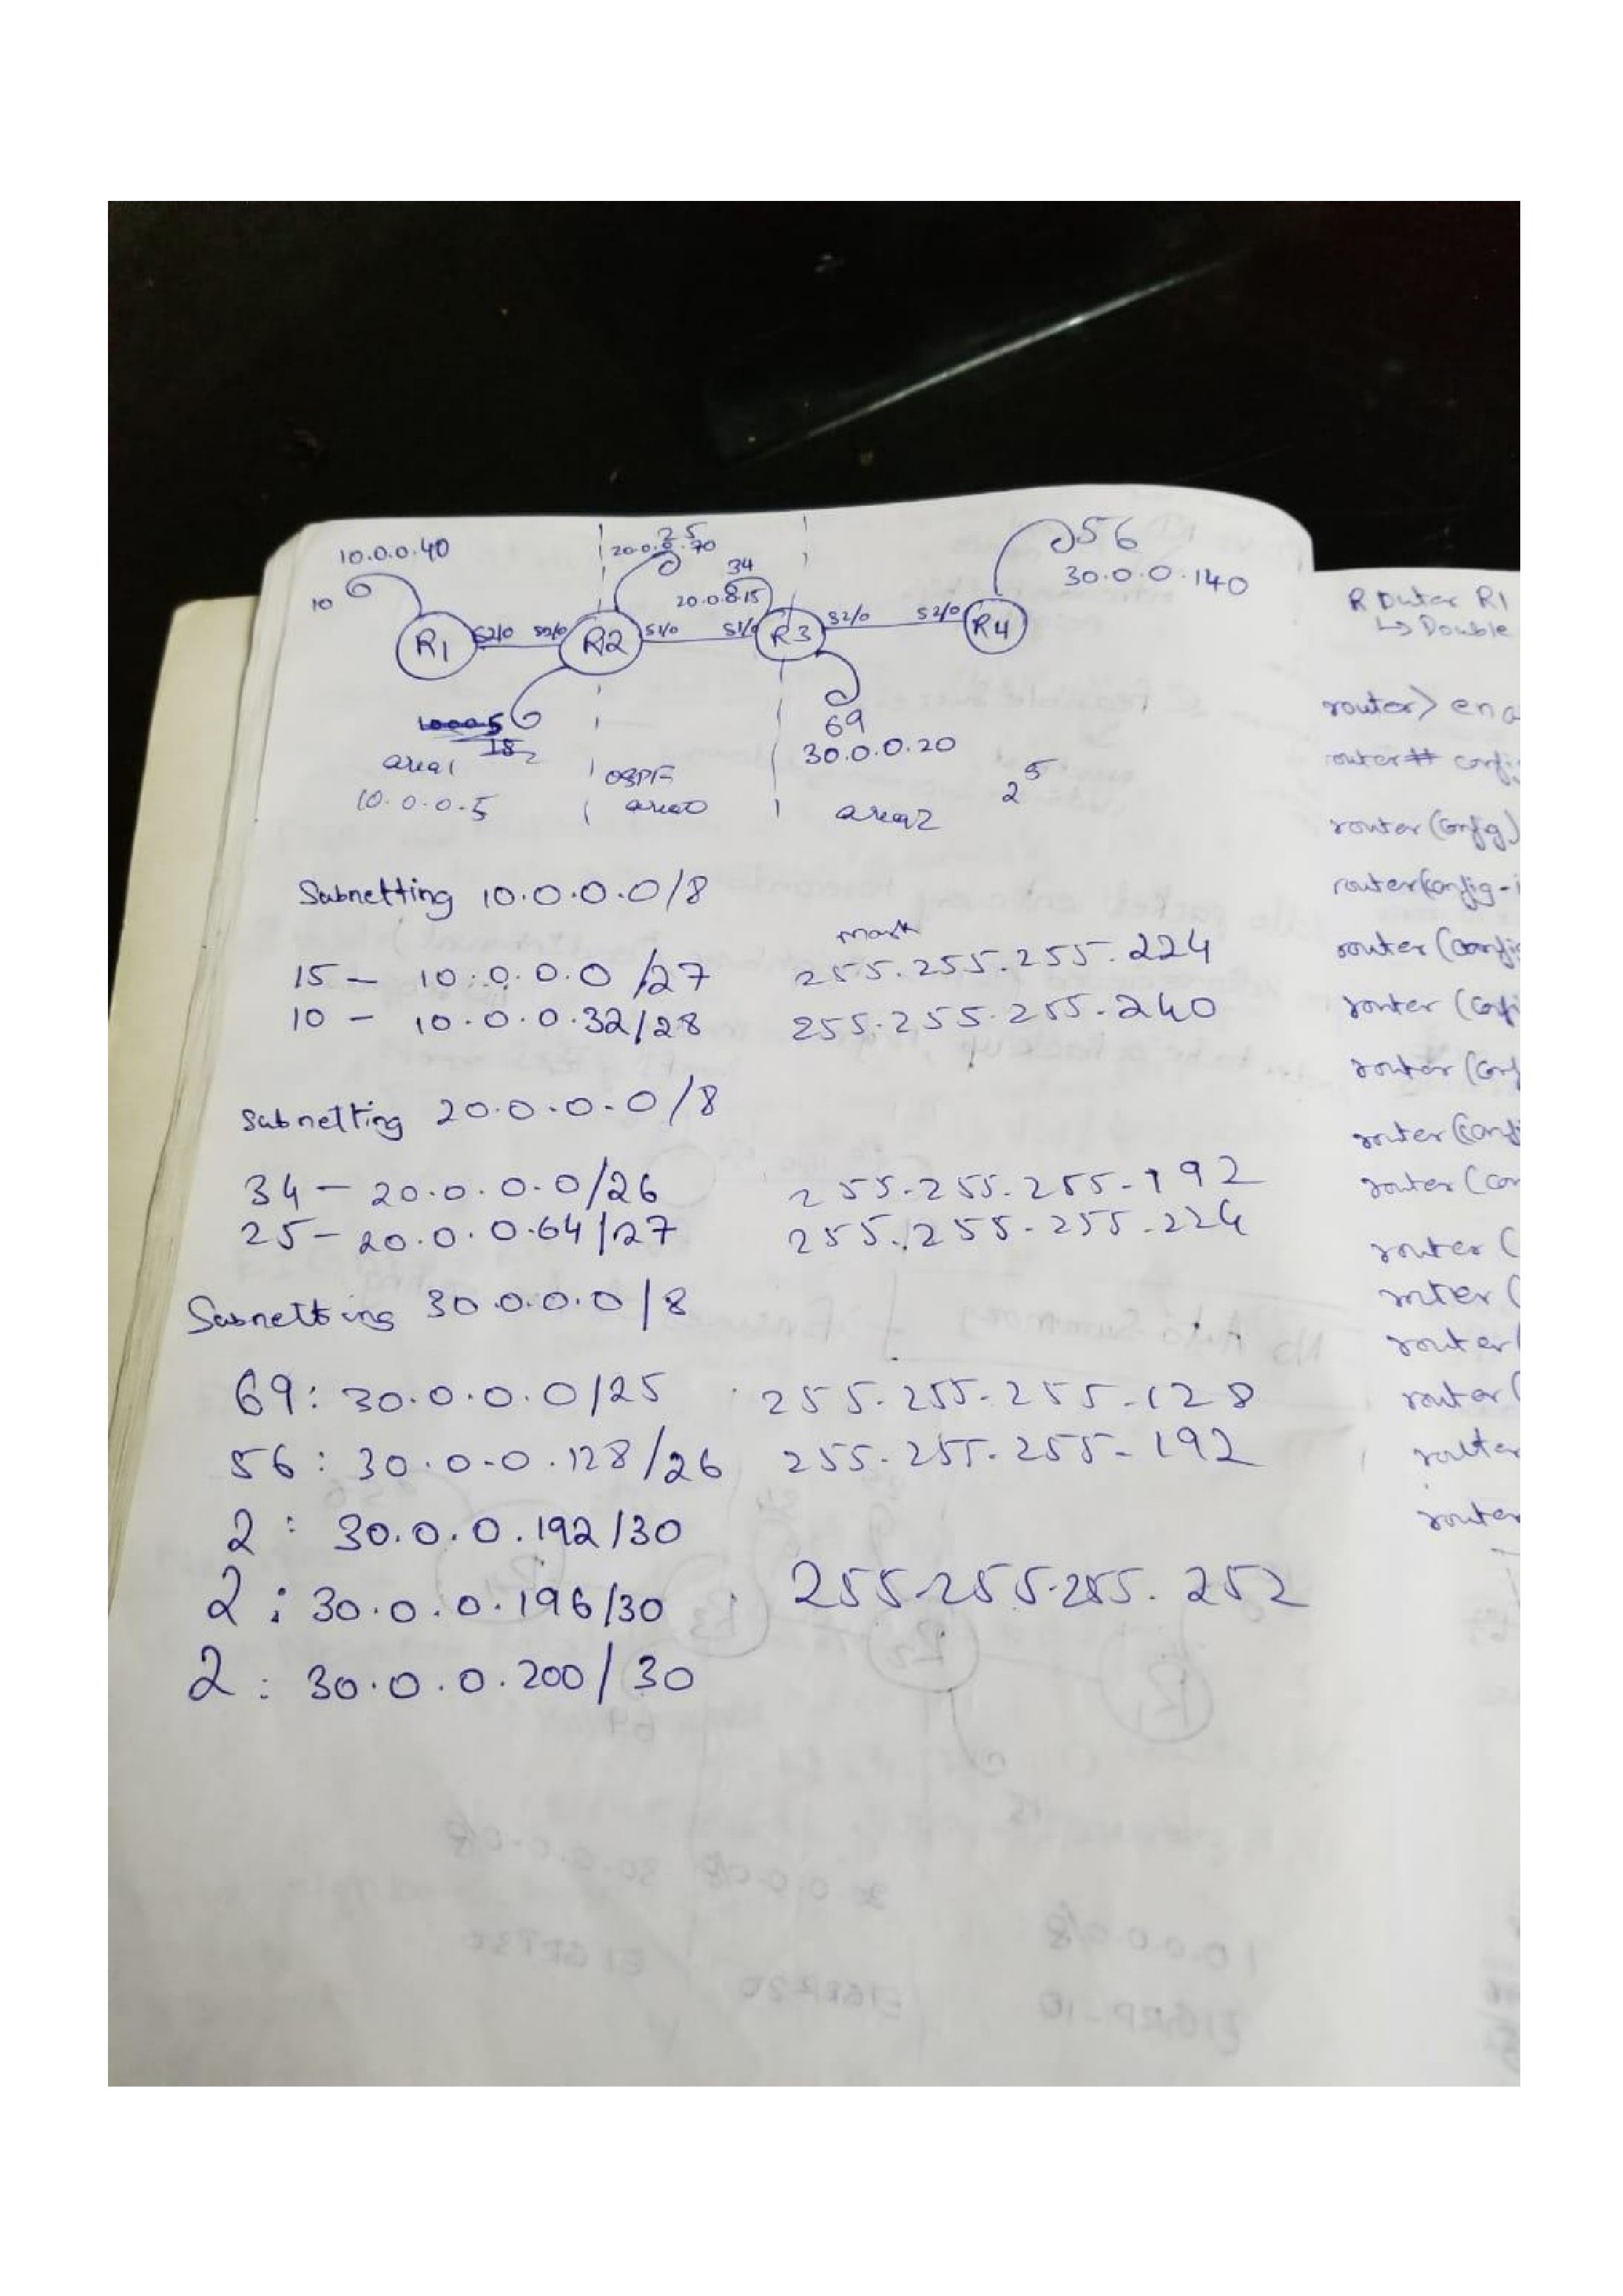 10.0.0.40
10
25
20.0.0.70
34
20.0.0.15
56
30.0.0.140
R1 S2/0 S2/0 R2 S1/0 S1/0 R3 S2/0 S2/0 R4
18
69
30.0.0.20
area1
10.0.0.5
OSPF
area0
area2
2^5
Subnetting 10.0.0.0/8
mask
15 - 10.0.0.0/27 255.255.255.224
10 - 10.0.0.32/28 255.255.255.240
Subnetting 20.0.0.0/8
34 - 20.0.0.0/26 255.255.255.192
25 - 20.0.0.64/27 255.255.255.224
Subnetting 30.0.0.0/8
69: 30.0.0.0/25 255.255.255.128
56: 30.0.0.128/26 255.255.255.192
2: 30.0.0.192/30
2: 30.0.0.196/30 255.255.255.252
2: 30.0.0.200/30
Router R1
↳ Double
router> ena
router# config
router(config)
router(config-i
router(config
router(confi
router(conf
router(conf
router(con
router(
router(
router(
router(
router
router